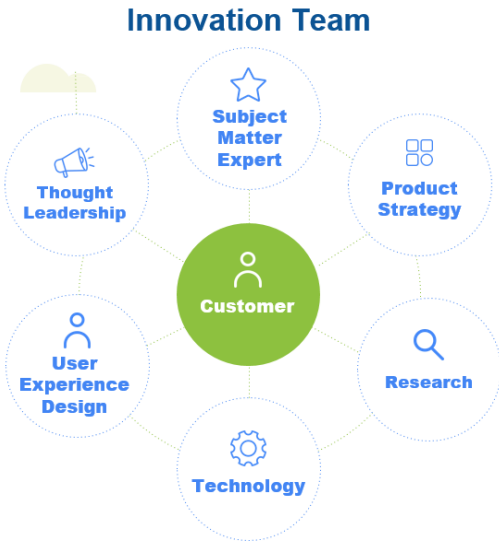 Innovation Team
Subject
Matter
Expert
Product
Strategy
Thought
Leadership
Customer
Research
User
Experience
Design
Technology